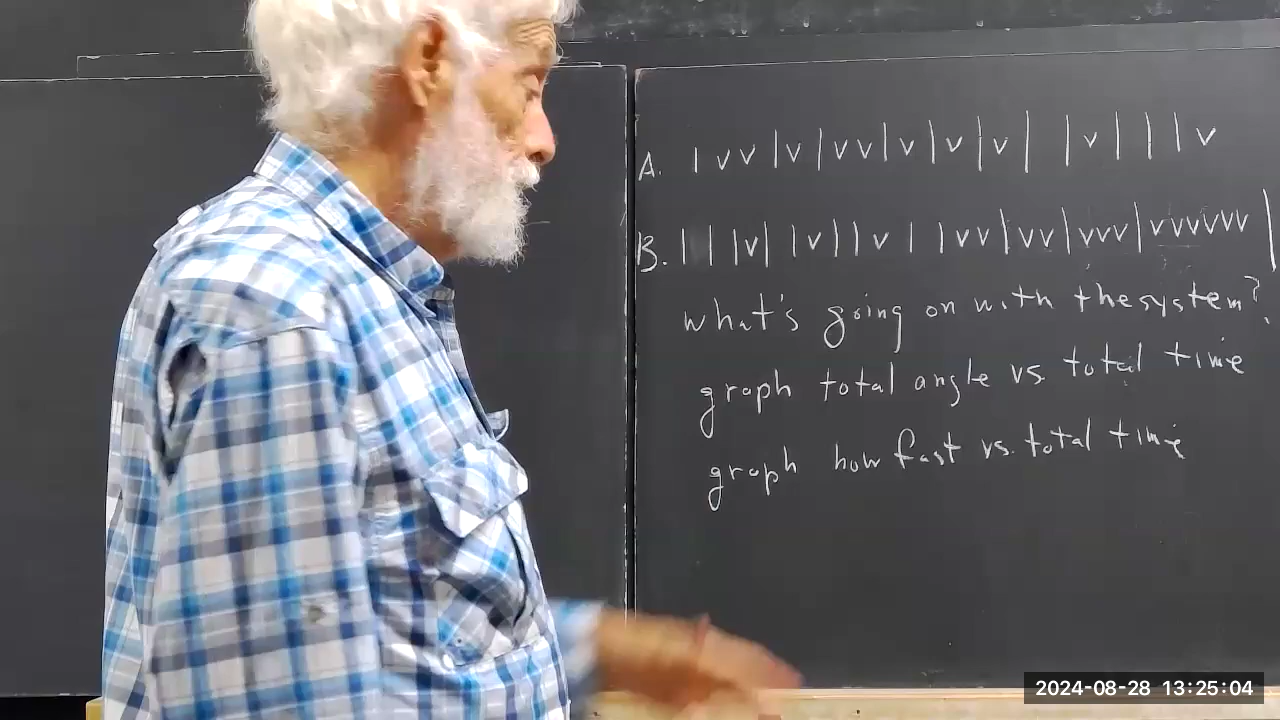 A. | v v | v | v v | v | v | v | | v | | | v
B. | | | v | | v | | v | | v v | v v | v v v | v v v v v v |
what's going on with the system?
graph total angle vs. total time
graph how fast vs. total time
2024-08-28 13:25:04